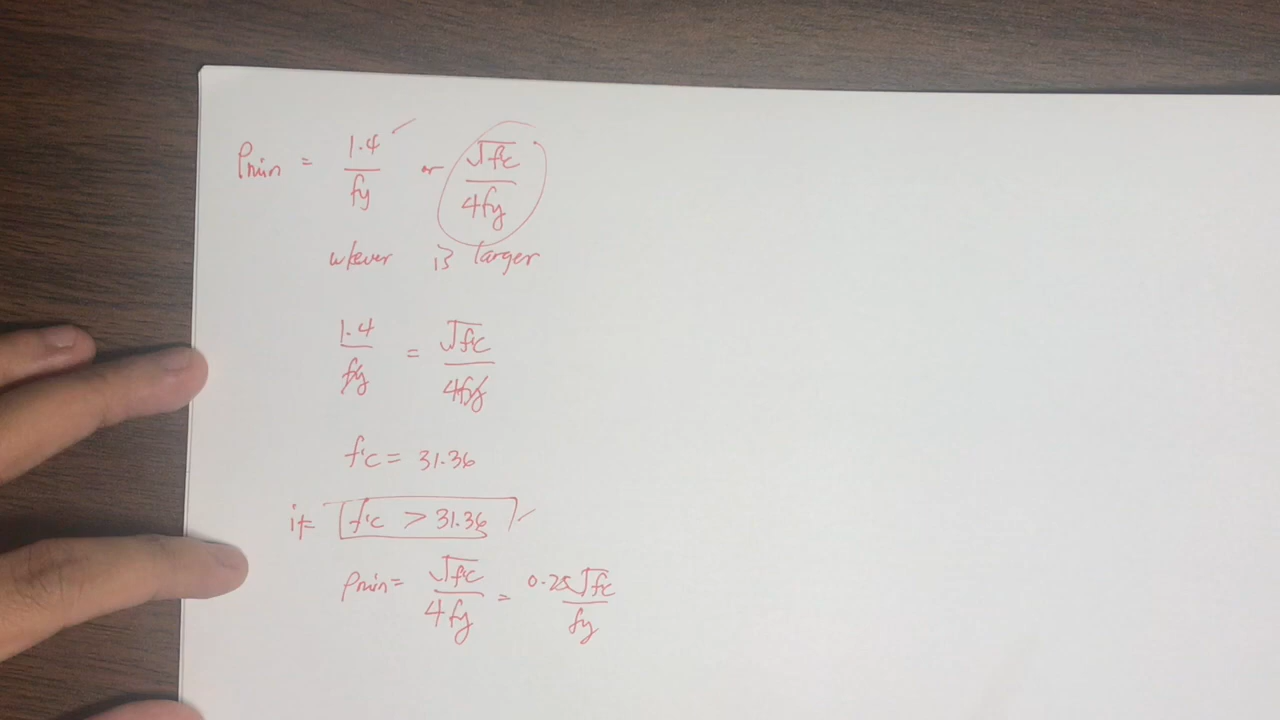 ρmin = 1.4/fy or √f'c/4fy
w/ever is larger
1.4/fy = √f'c/4fy
f'c = 31.36
if f'c > 31.36
ρmin = √f'c/4fy = 0.25√f'c/fy